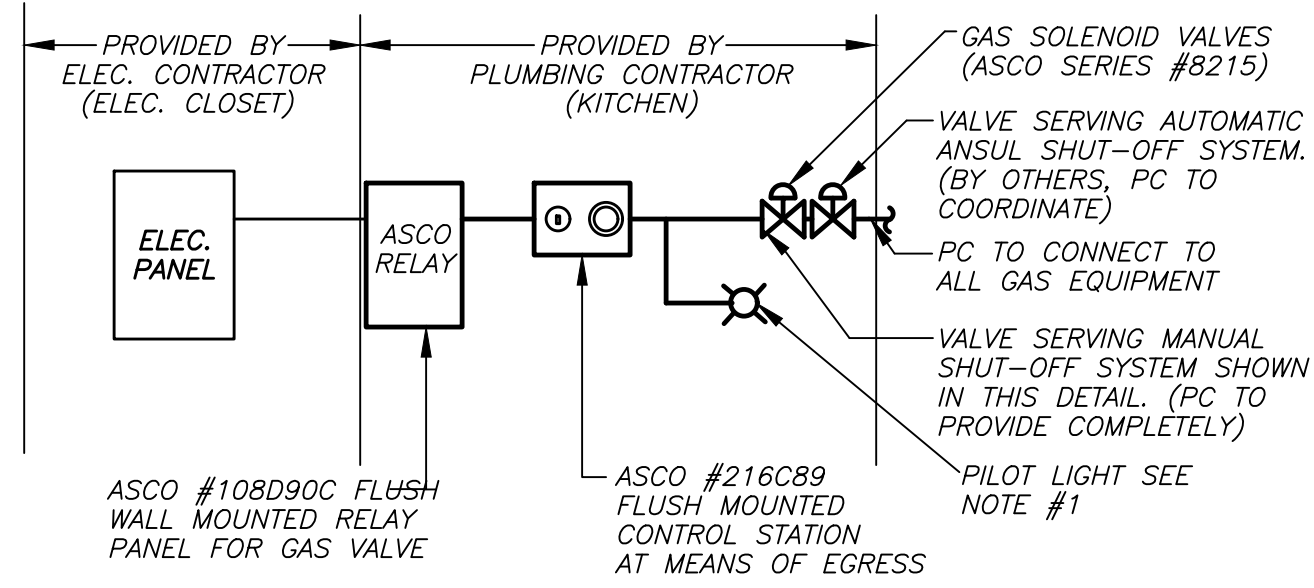 PROVIDED BY
ELEC. CONTRACTOR
(ELEC. CLOSET)
PROVIDED BY
PLUMBING CONTRACTOR
(KITCHEN)
GAS SOLENOID VALVES
(ASCO SERIES #8215)
VALVE SERVING AUTOMATIC
ANSUL SHUT-OFF SYSTEM.
(BY OTHERS, PC TO
COORDINATE)
ELEC.
PANEL
ASCO
RELAY
PC TO CONNECT TO
ALL GAS EQUIPMENT
VALVE SERVING MANUAL
SHUT-OFF SYSTEM SHOWN
IN THIS DETAIL. (PC TO
PROVIDE COMPLETELY)
ASCO #108D90C FLUSH
WALL MOUNTED RELAY
PANEL FOR GAS VALVE
ASCO #216C89
FLUSH MOUNTED
CONTROL STATION
AT MEANS OF EGRESS
PILOT LIGHT SEE
NOTE #1